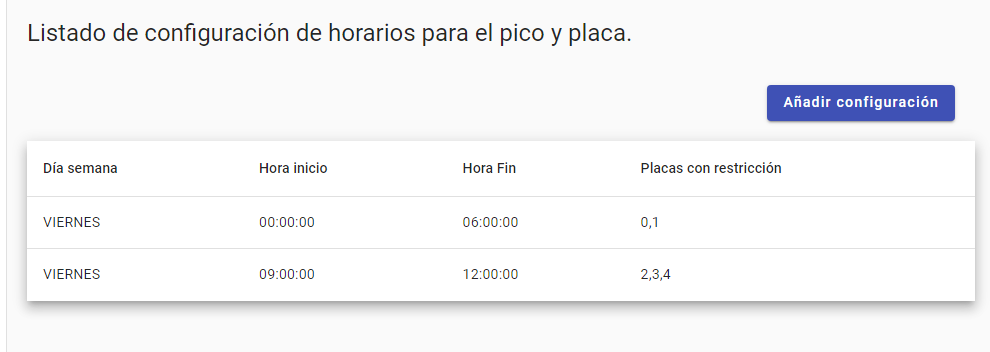 Listado de configuración de horarios para el pico y placa.
Añadir configuración
Día semana Hora inicio Hora Fin Placas con restricción
VIERNES 00:00:00 06:00:00 0,1
VIERNES 09:00:00 12:00:00 2,3,4